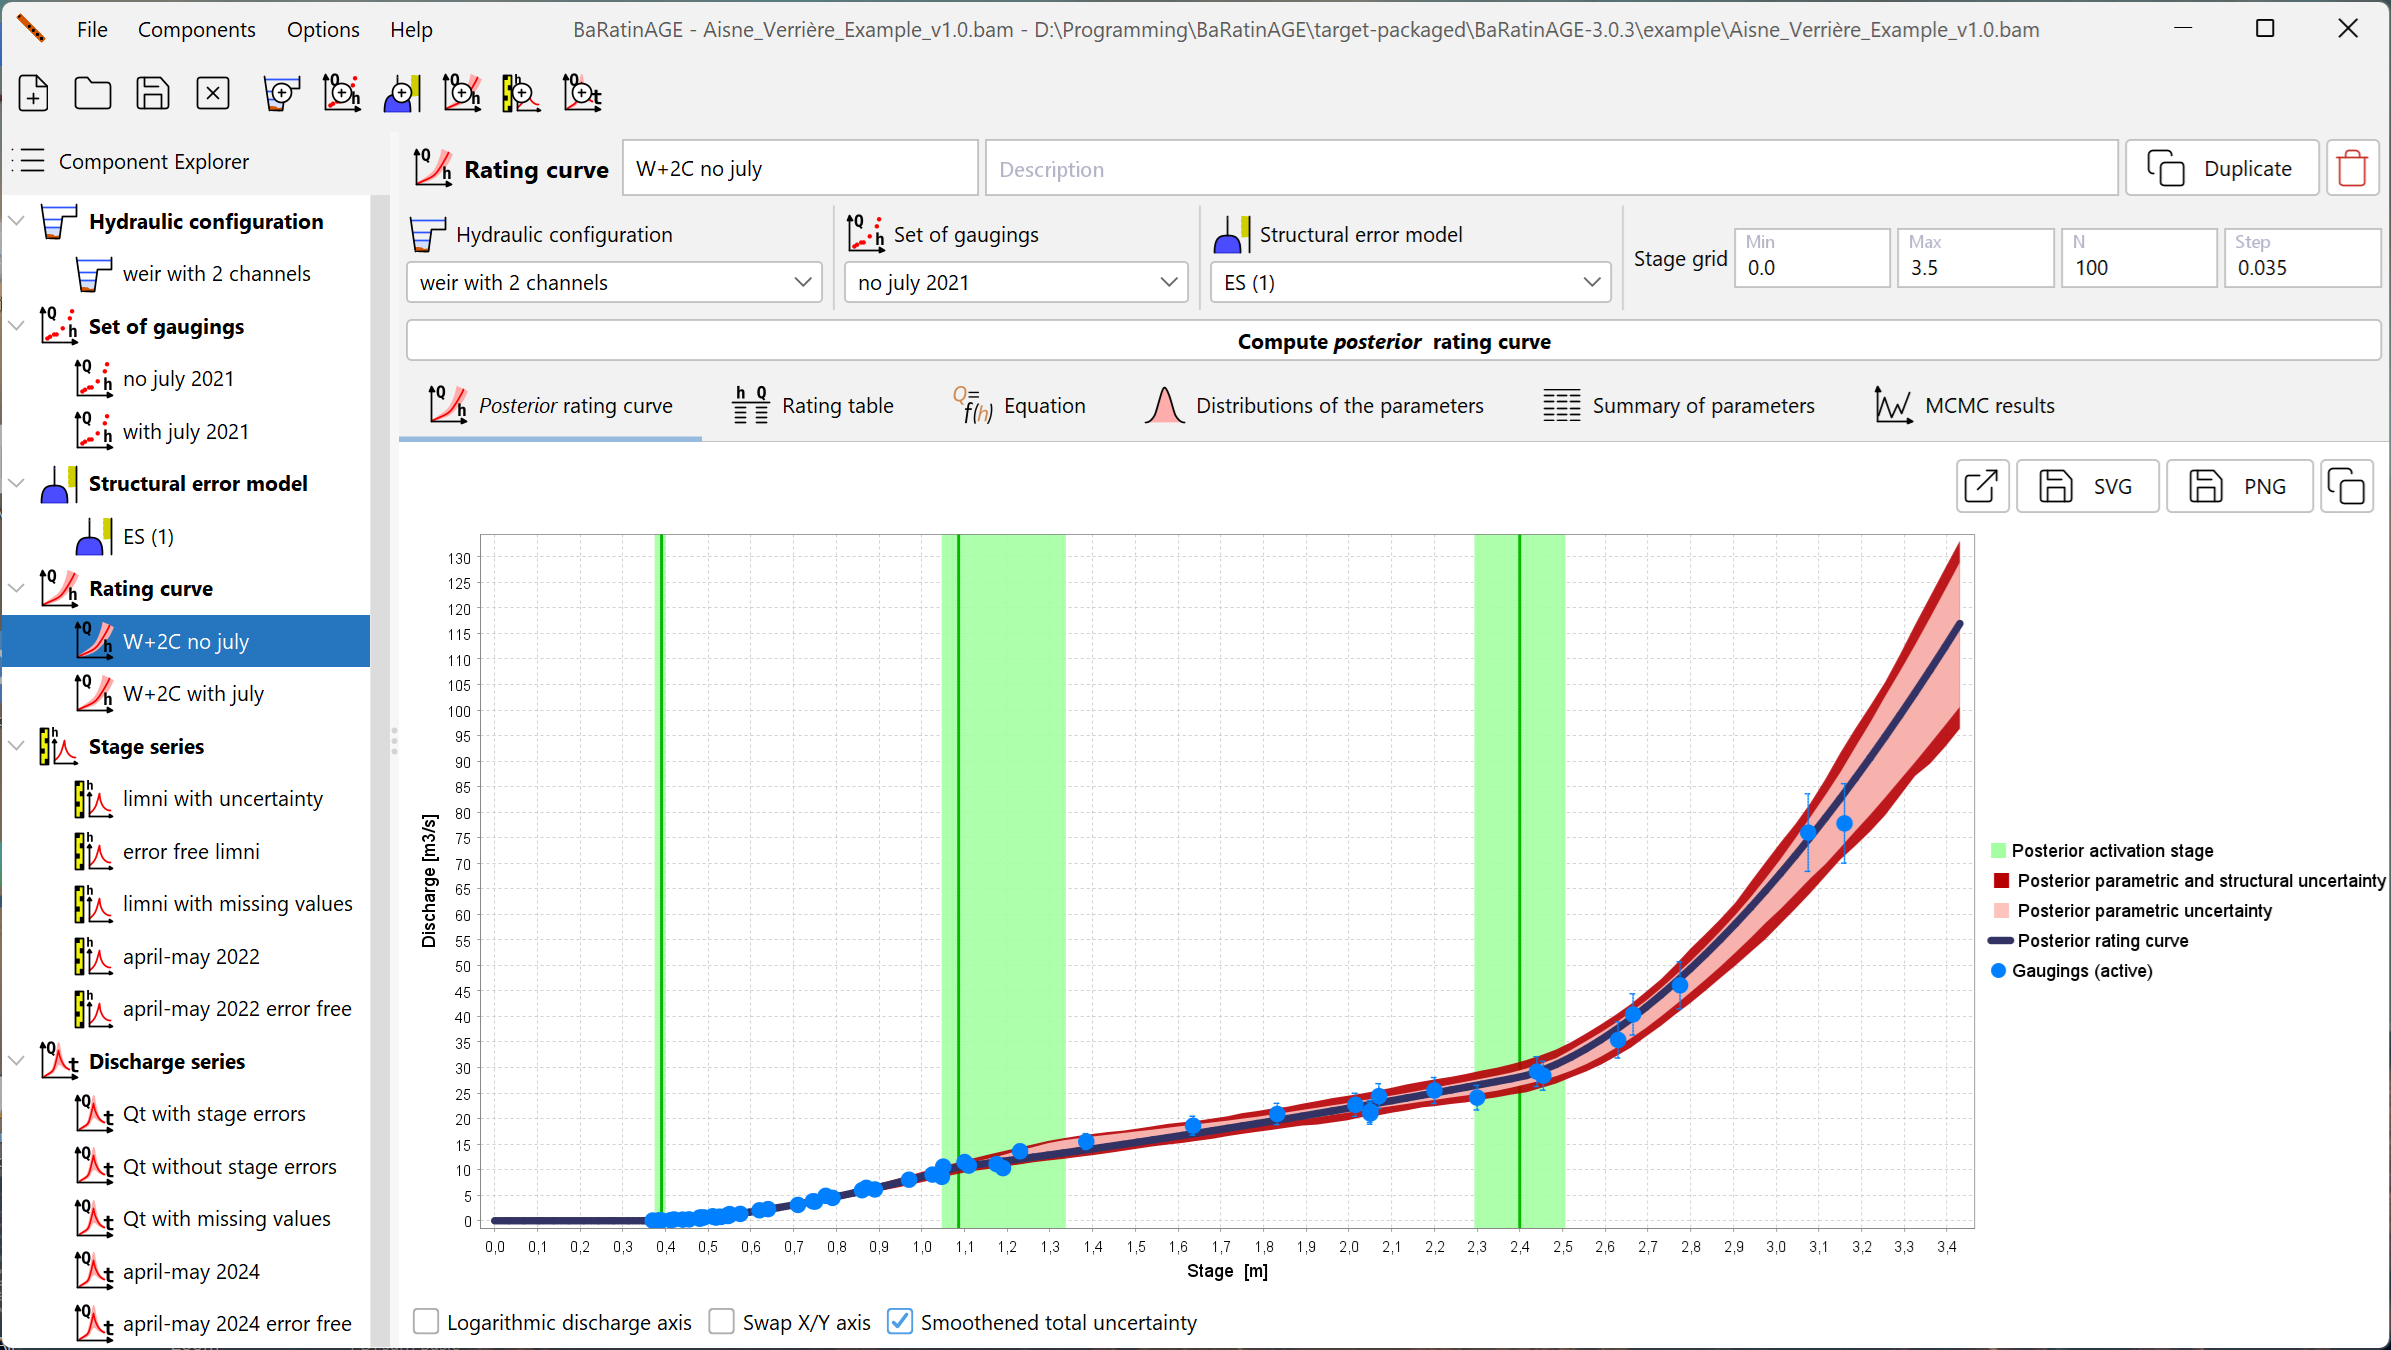 File Components Options Help BaRatinAGE - Aisne_Verrière_Example_v1.0.bam - D:\Programming\BaRatinAGE\target-packaged\BaRatinAGE-3.0.3\example\Aisne_Verrière_Example_v1.0.bam
Component Explorer
Hydraulic configuration
weir with 2 channels
Set of gaugings
no july 2021
with july 2021
Structural error model
ES (1)
Rating curve
W+2C no july
W+2C with july
Stage series
limni with uncertainty
error free limni
limni with missing values
april-may 2022
april-may 2022 error free
Discharge series
Qt with stage errors
Qt without stage errors
Qt with missing values
april-may 2024
april-may 2024 error free
Rating curve W+2C no july Description Duplicate
Hydraulic configuration Set of gaugings Structural error model
weir with 2 channels no july 2021 ES (1)
Stage grid
Min Max N Step
0.0 3.5 100 0.035
Compute posterior rating curve
Posterior rating curve Rating table Equation Distributions of the parameters Summary of parameters MCMC results
SVG PNG
130
125
120
115
110
105
100
95
90
85
80
75
70
65
60
55
50
45
40
35
30
25
20
15
10
5
0
Discharge [m3/s]
0,0 0,1 0,2 0,3 0,4 0,5 0,6 0,7 0,8 0,9 1,0 1,1 1,2 1,3 1,4 1,5 1,6 1,7 1,8 1,9 2,0 2,1 2,2 2,3 2,4 2,5 2,6 2,7 2,8 2,9 3,0 3,1 3,2 3,3 3,4
Stage [m]
Posterior activation stage
Posterior parametric and structural uncertainty
Posterior parametric uncertainty
Posterior rating curve
Gaugings (active)
Logarithmic discharge axis Swap X/Y axis Smoothened total uncertainty